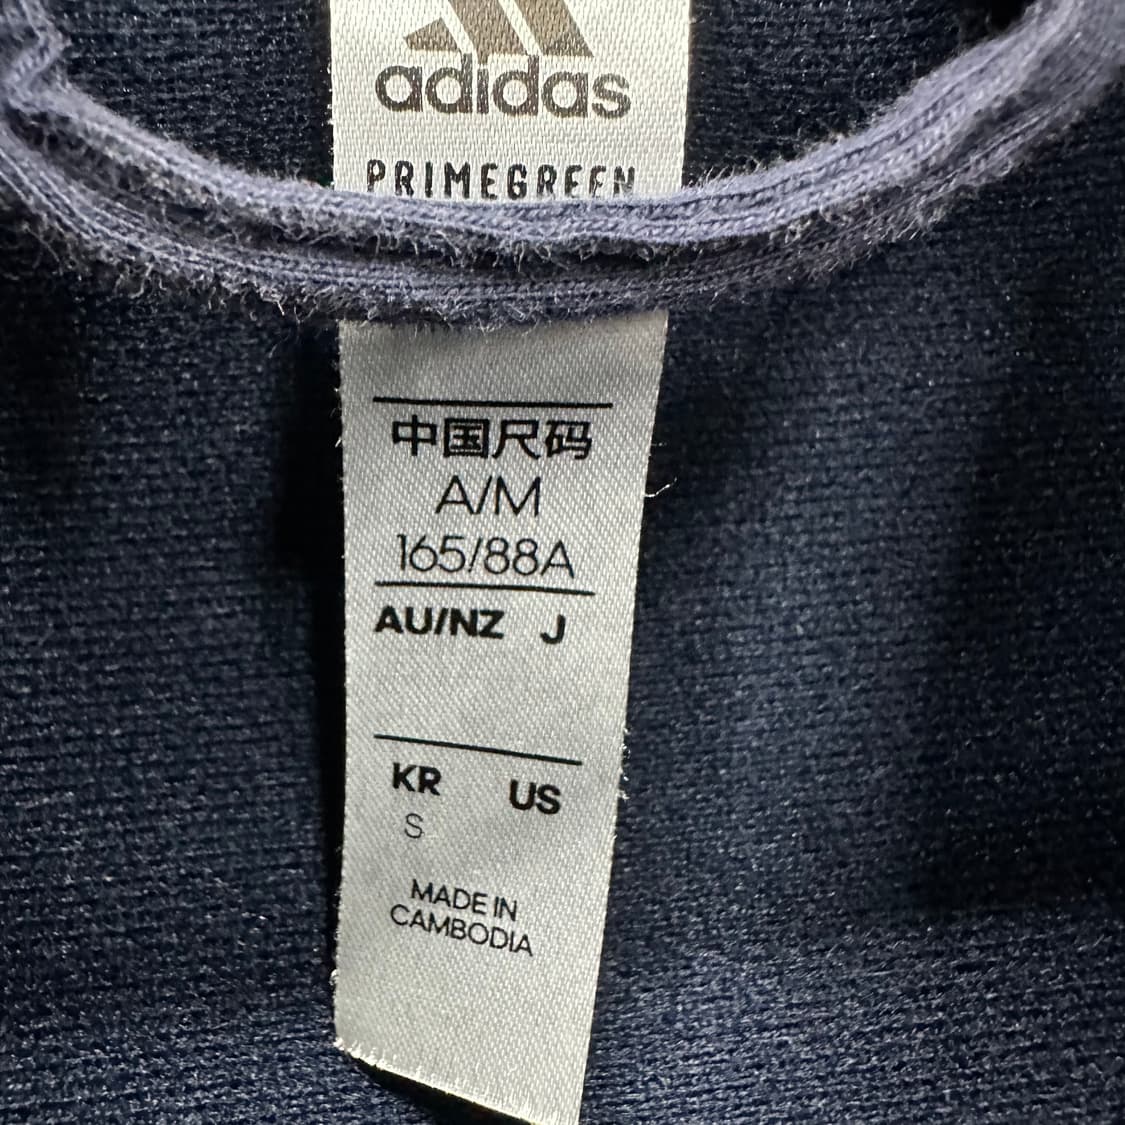 adidas
PRIMEGREEN
中国尺码
A/M
165/88A
AU/NZ J
KR US
S
MADE IN
CAMBODIA